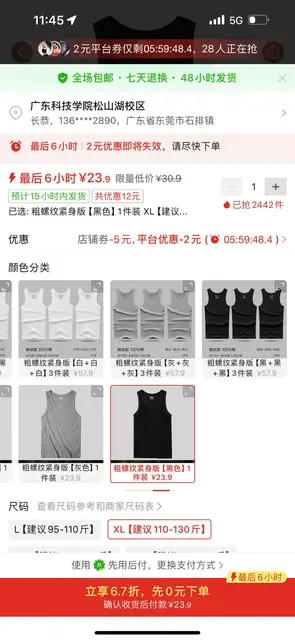 11:45
5G
2元平台券仅剩05:59:48.4，28人正在抢
全场包邮·七天退换·48小时发货
广东科技学院松山湖校区
长恭，136****2890，广东省东莞市石排镇
最后6小时 | 2元优惠即将失效，请尽快下单
最后6小时 ¥23.9 限量低价 ¥30.9
1
预计15小时内发货 共优惠12元
已抢2442件
已选: 粗螺纹紧身版【黑色】1件装 XL【建议...
优惠
店铺券-5元, 平台优惠-2元 ( 05:59:48.4 )
颜色分类
粗螺纹紧身版【白+白+白】3件装 ¥57.9
粗螺纹紧身版【灰+灰+灰】3件装 ¥57.9
粗螺纹紧身版【黑+黑+黑】3件装 ¥57.9
粗螺纹紧身版【灰色】1件装 ¥23.9
粗螺纹紧身版【黑色】1件装 ¥23.9
尺码 查看尺码参考和商家尺码表
L【建议95-110斤】
XL【建议110-130斤】
使用先用后付，更换支付方式
最后6小时
立享6.7折，先0元下单
确认收货后付款¥23.9